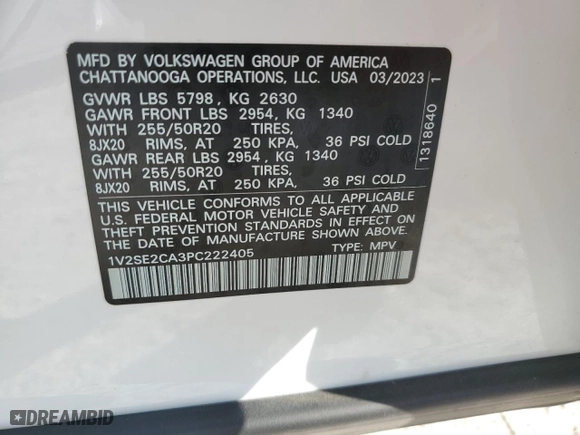 MFD BY VOLKSWAGEN GROUP OF AMERICA
CHATTANOOGA OPERATIONS, LLC. USA 03/2023
GVWR LBS 5798, KG 2630
GAWR FRONT LBS 2954, KG 1340
WITH 255/50R20 TIRES,
8JX20 RIMS, AT 250 KPA, 36 PSI COLD
GAWR REAR LBS 2954, KG 1340
WITH 255/50R20 TIRES,
8JX20 RIMS, AT 250 KPA, 36 PSI COLD
THIS VEHICLE CONFORMS TO ALL APPLICABLE
U.S. FEDERAL MOTOR VEHICLE SAFETY AND
THEFT PREVENTION STANDARDS IN EFFECT ON
THE DATE OF MANUFACTURE SHOWN ABOVE
1V2SE2CA3PC222405 TYPE: MPV
1318640 1
DREAMBID